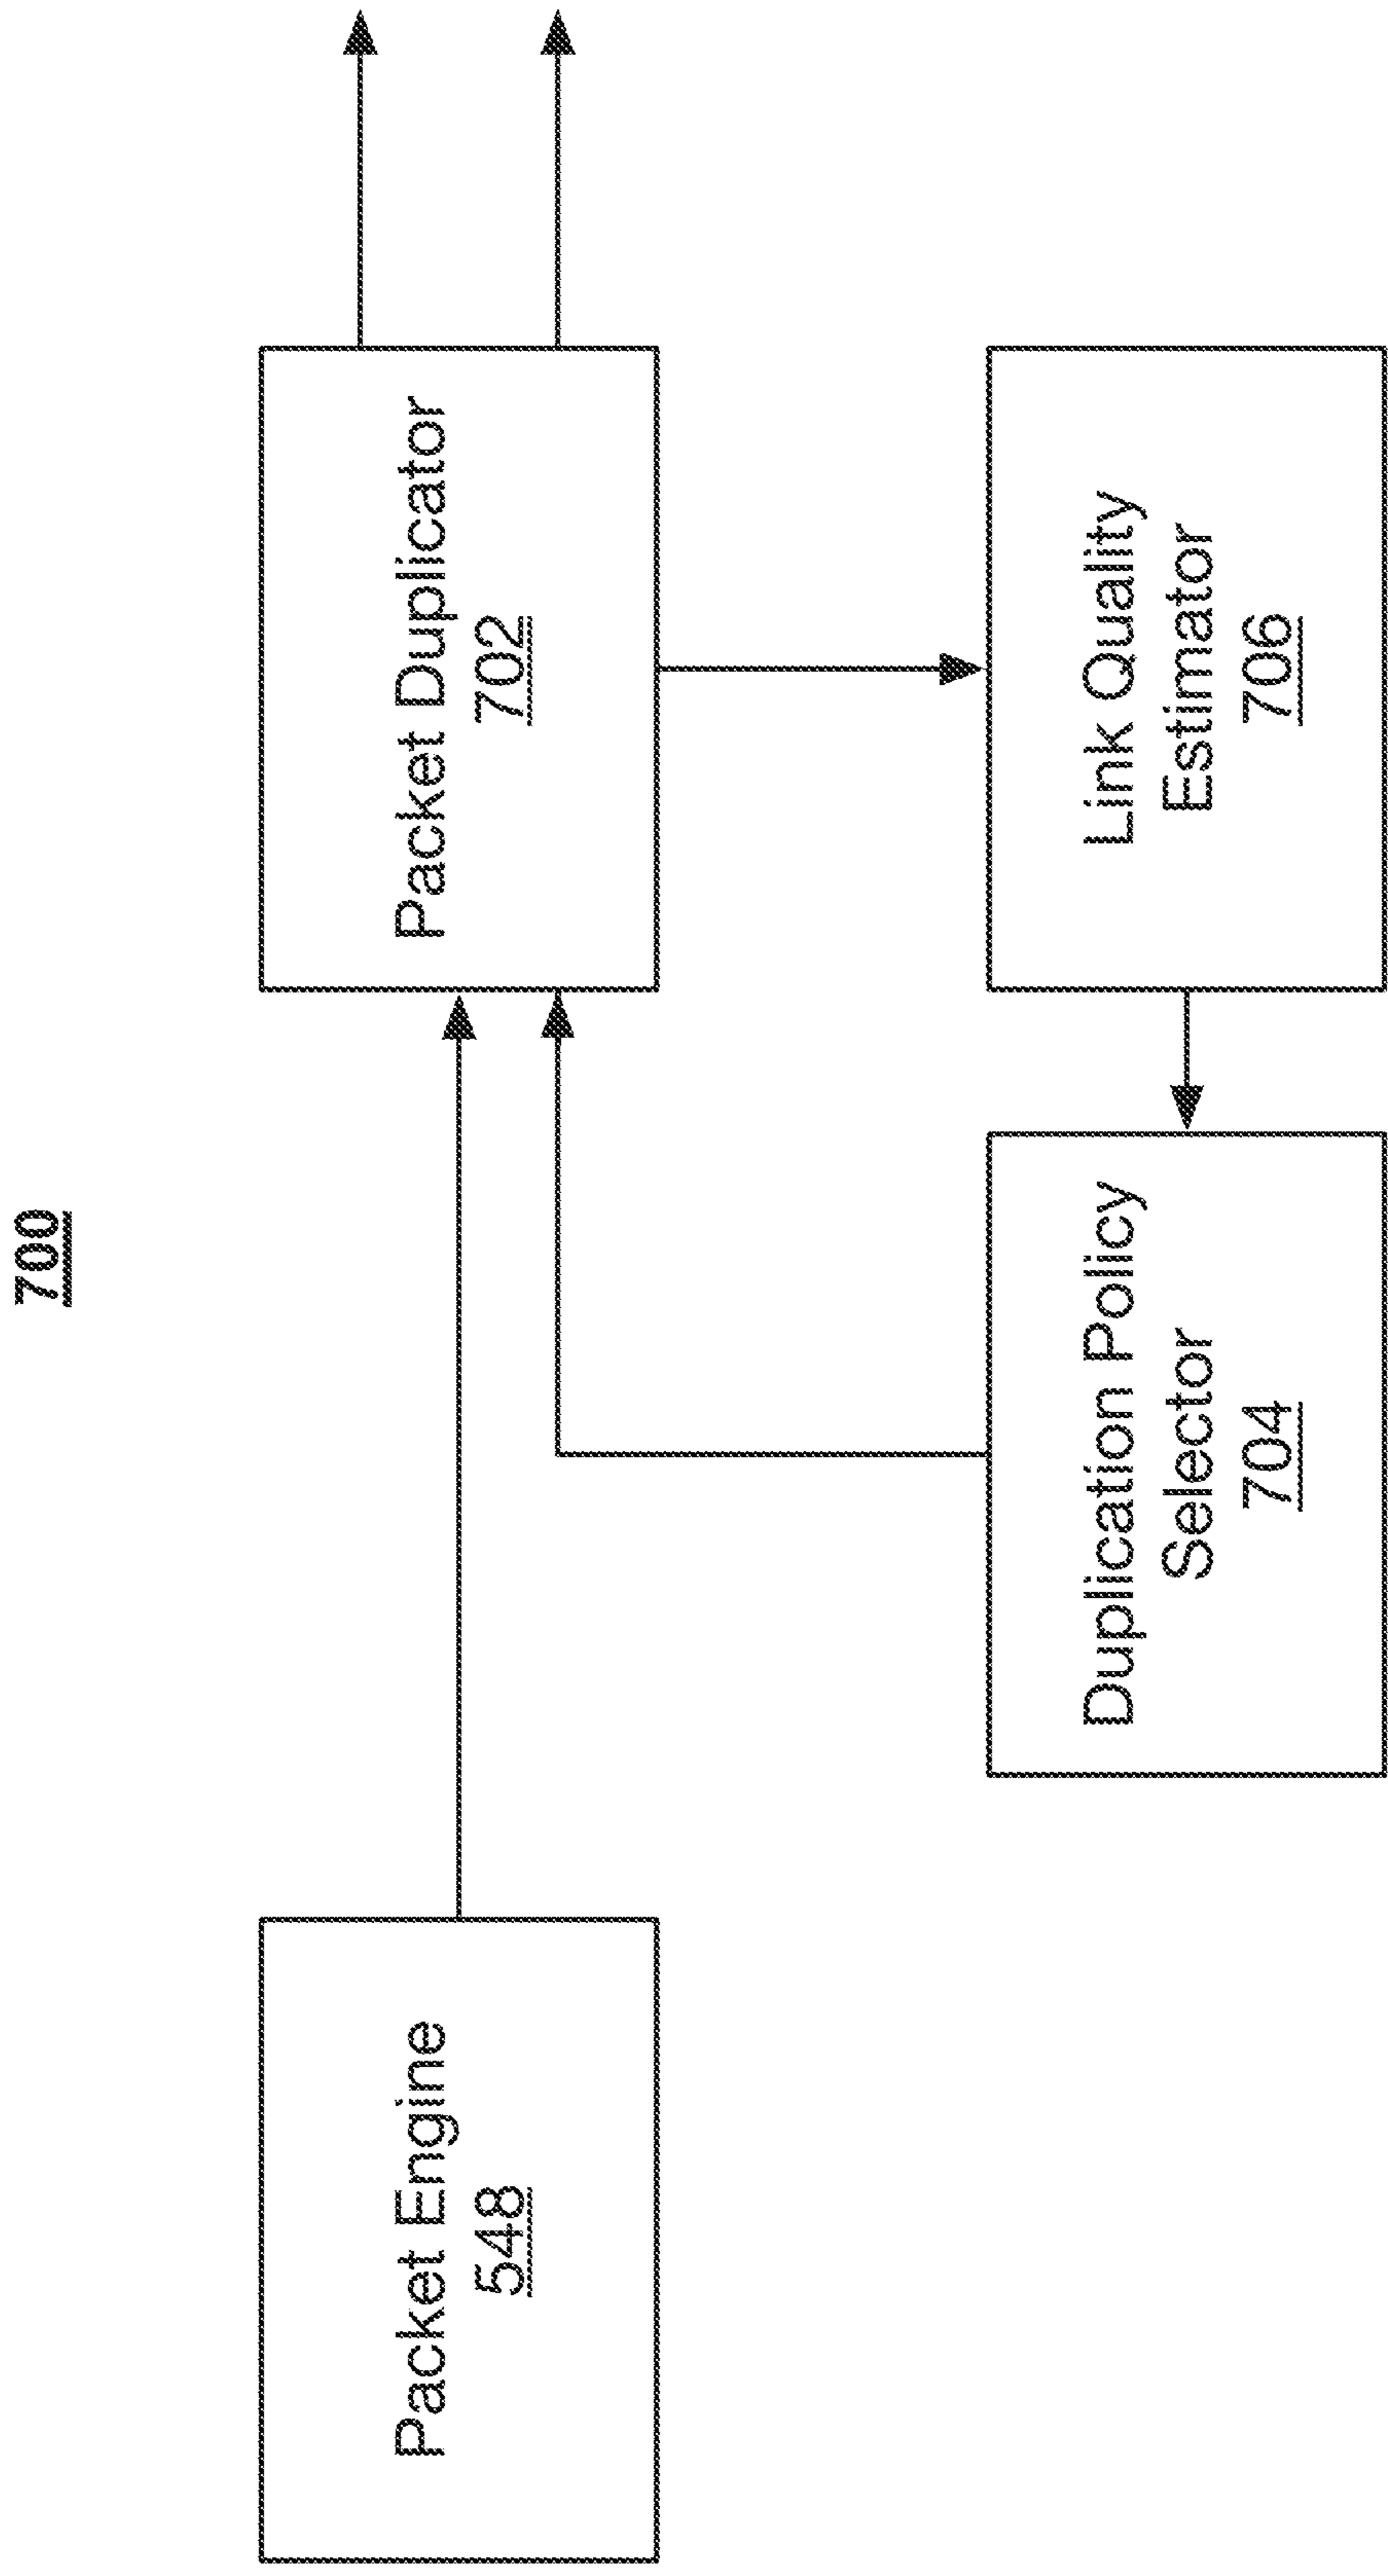 700
Packet Engine
548
Packet Duplicator
702
Duplication Policy
Selector
704
Link Quality
Estimator
706